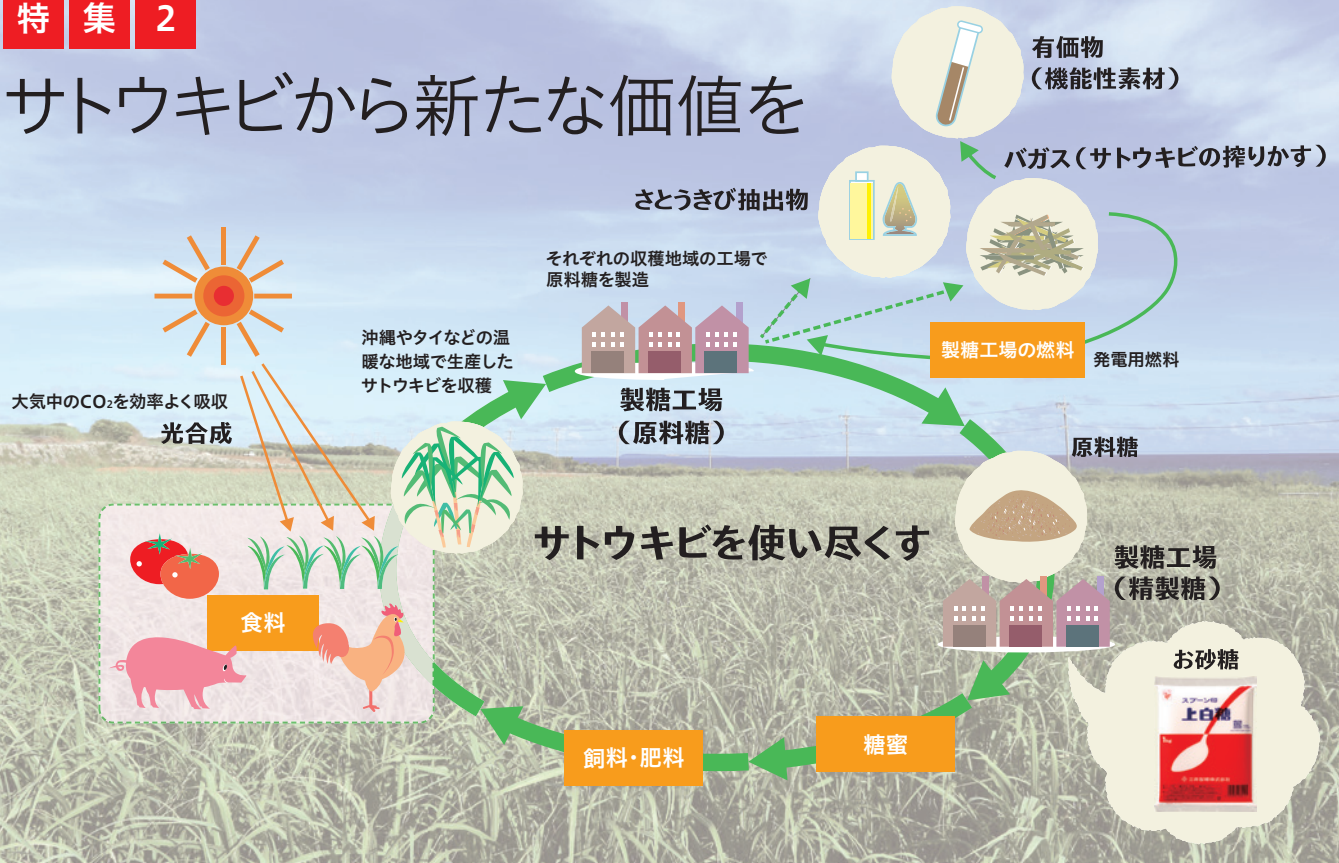 特集2
サトウキビから新たな価値を
有価物
（機能性素材）
バガス（サトウキビの搾りかす）
さとうきび抽出物
それぞれの収穫地域の工場で
原料糖を製造
沖縄やタイなどの温
暖な地域で生産した
サトウキビを収穫
製糖工場の燃料
発電用燃料
大気中のCO₂を効率よく吸収
光合成
製糖工場
（原料糖）
原料糖
サトウキビを使い尽くす
製糖工場
（精製糖）
食料
お砂糖
スプーン印
上白糖
1kg
糖蜜
飼料・肥料